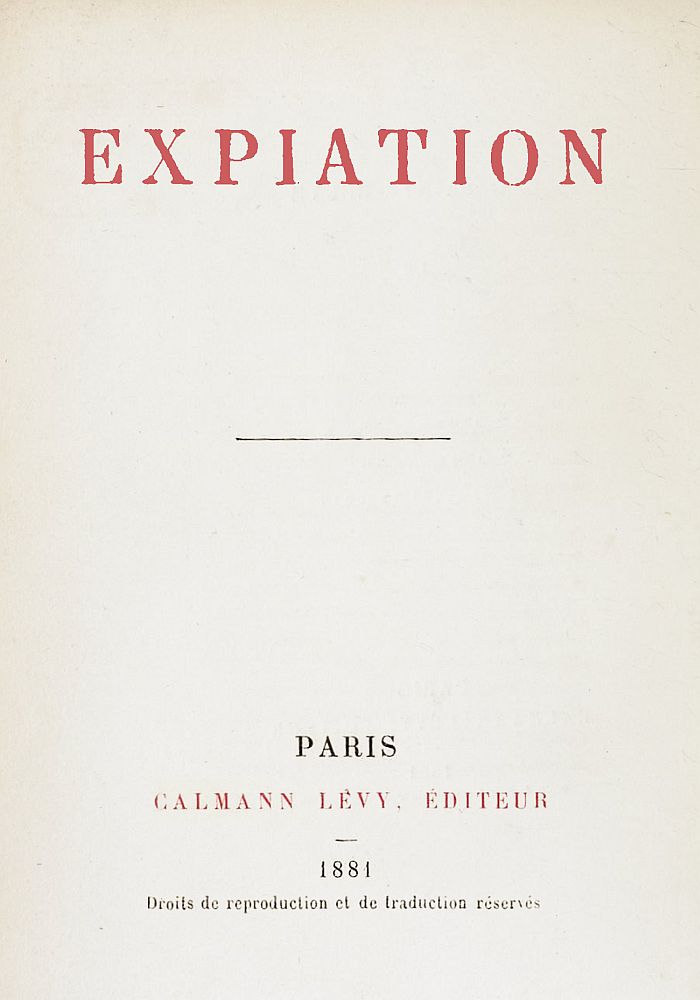 EXPIATION
PARIS
CALMANN LÉVY, ÉDITEUR
1881
Droits de reproduction et de traduction réservés